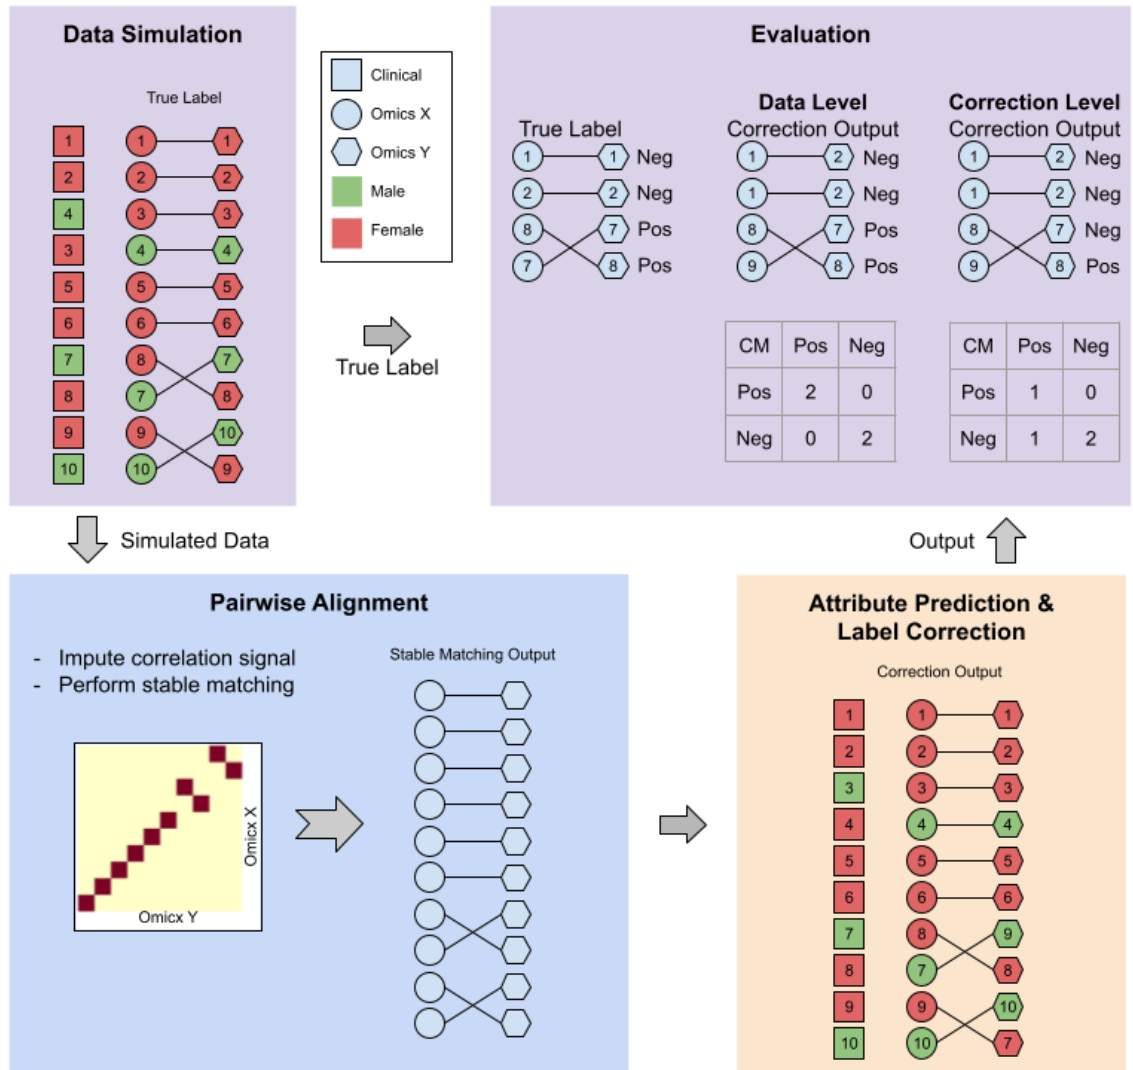 Data Simulation
True Label
1 1 1
2 2 2
4 3 3
3 4 4
5 5 5
6 6 6
7 8 7
8 7 8
9 9 10
10 10 9
Clinical
Omics X
Omics Y
Male
Female
True Label
Evaluation
True Label
1 1 Neg
2 2 Neg
8 7 Pos
7 8 Pos
Data Level
Correction Output
1 2 Neg
1 2 Neg
8 7 Pos
9 8 Pos
CM Pos Neg
Pos 2 0
Neg 0 2
Correction Level
Correction Output
1 2 Neg
1 2 Neg
8 7 Neg
9 8 Pos
CM Pos Neg
Pos 1 0
Neg 1 2
Simulated Data
Output
Pairwise Alignment
- Impute correlation signal
- Perform stable matching
Omicx X
Omicx Y
Stable Matching Output
Attribute Prediction &
Label Correction
Correction Output
1 1 1
2 2 2
3 3 3
4 4 4
5 5 5
6 6 6
7 8 9
8 7 8
9 9 10
10 10 7